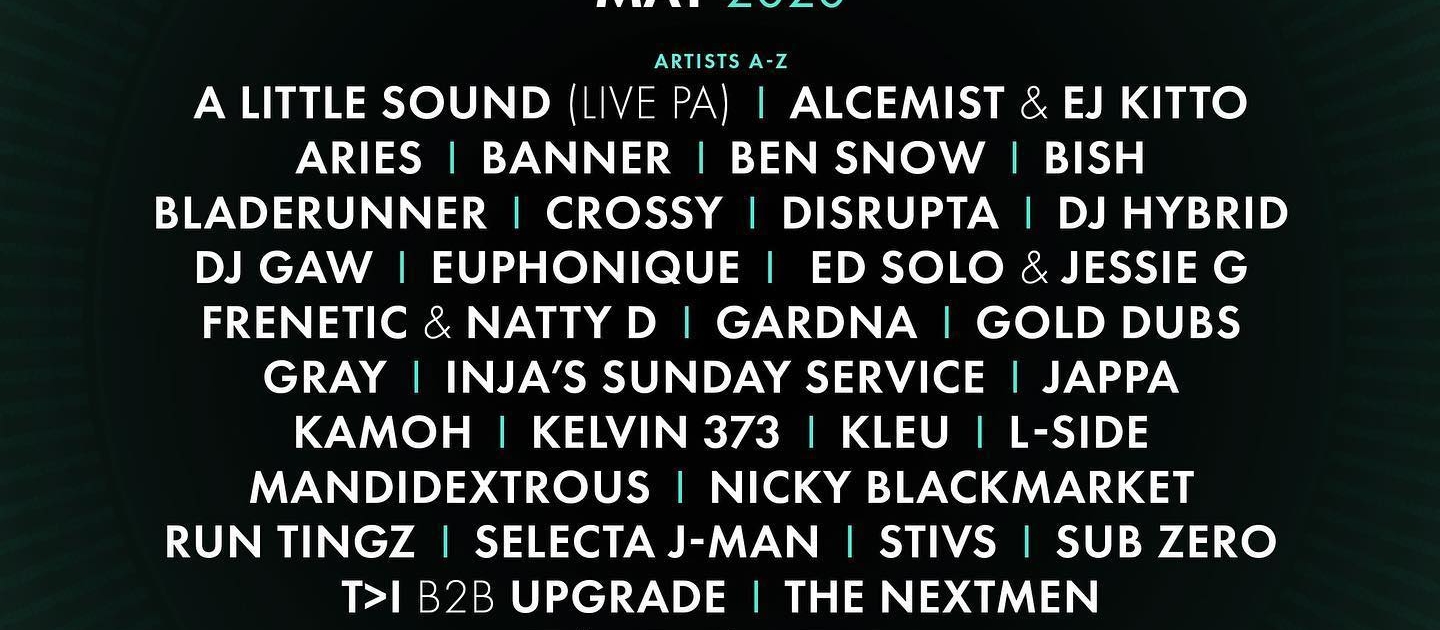 MAY
ARTISTS A-Z
A LITTLE SOUND (LIVE PA) | ALCEMIST & EJ KITTO
ARIES | BANNER | BEN SNOW | BISH
BLADERUNNER | CROSSY | DISRUPTA | DJ HYBRID
DJ GAW | EUPHONIQUE | ED SOLO & JESSIE G
FRENETIC & NATTY D | GARDNA | GOLD DUBS
GRAY | INJA'S SUNDAY SERVICE | JAPPA
KAMOH | KELVIN 373 | KLEU | L-SIDE
MANDIDEXTROUS | NICKY BLACKMARKET
RUN TINGZ | SELECTA J-MAN | STIVS | SUB ZERO
T>I B2B UPGRADE | THE NEXTMEN